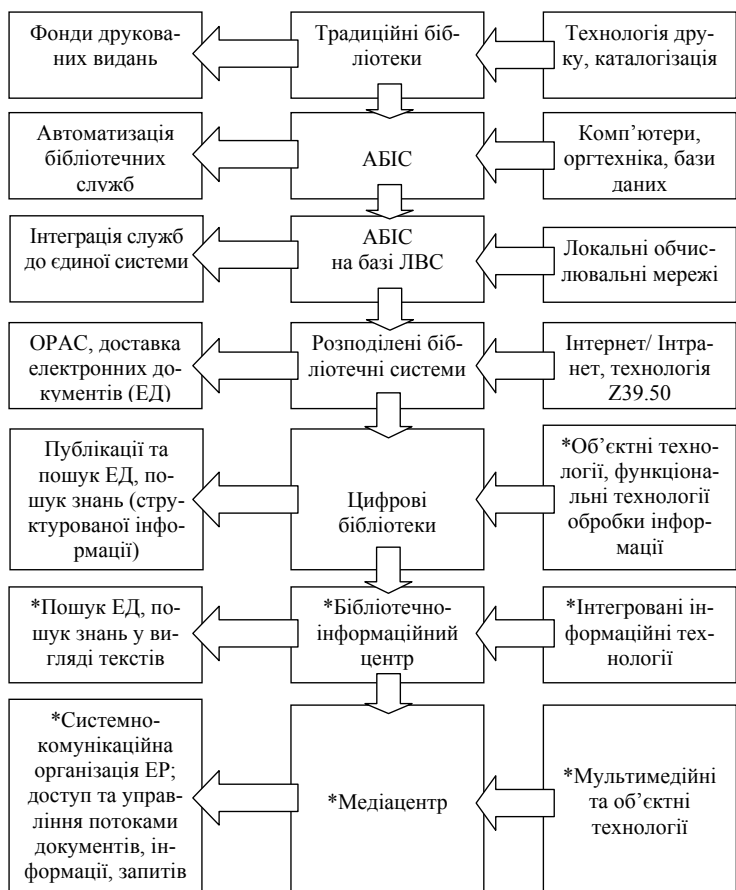 Фонди друко-
ваних видань
Традиційні біб-
ліотеки
Технологія дру-
ку, каталогізація
Автоматизація
бібліотечних
служб
АБІС
Комп’ютери,
оргтехніка, бази
даних
Інтеграція служб
до єдиної системи
АБІС
на базі ЛВС
Локальні обчис-
лювальні мережі
ОРАС, доставка
електронних до-
кументів (ЕД)
Розподілені біб-
ліотечні системи
Інтернет/ Інтра-
нет, технологія
Z39.50
Публікації та
пошук ЕД, по-
шук знань (стру-
ктурованої інфор-
мації)
Цифрові
бібліотеки
*Об’єктні техно-
логії, функціона-
льні технології
обробки інфор-
мації
*Пошук ЕД, по-
шук знань у ви-
гляді текстів
*Бібліотечно-
інформаційний
центр
*Інтегровані ін-
формаційні тех-
нології
*Системно-
комунікаційна
організація ЕР;
доступ та управ-
ління потоками
документів, ін-
формації, запитів
*Медіацентр
*Мультимедійні
та об’єктні
технології